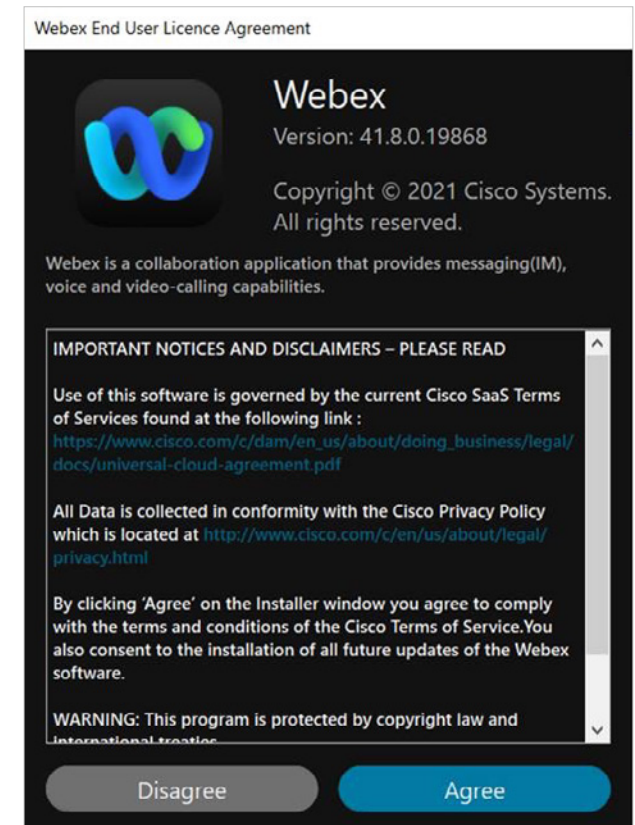 Webex End User Licence Agreement
Webex
Version: 41.8.0.19868
Copyright © 2021 Cisco Systems.
All rights reserved.
Webex is a collaboration application that provides messaging(IM),
voice and video-calling capabilities.
IMPORTANT NOTICES AND DISCLAIMERS – PLEASE READ
Use of this software is governed by the current Cisco SaaS Terms
of Services found at the following link :
https://www.cisco.com/c/dam/en_us/about/doing_business/legal/
docs/universal-cloud-agreement.pdf
All Data is collected in conformity with the Cisco Privacy Policy
which is located at http://www.cisco.com/c/en/us/about/legal/
privacy.html
By clicking ‘Agree’ on the Installer window you agree to comply
with the terms and conditions of the Cisco Terms of Service.You
also consent to the installation of all future updates of the Webex
software.
WARNING: This program is protected by copyright law and
international treaties
Disagree
Agree